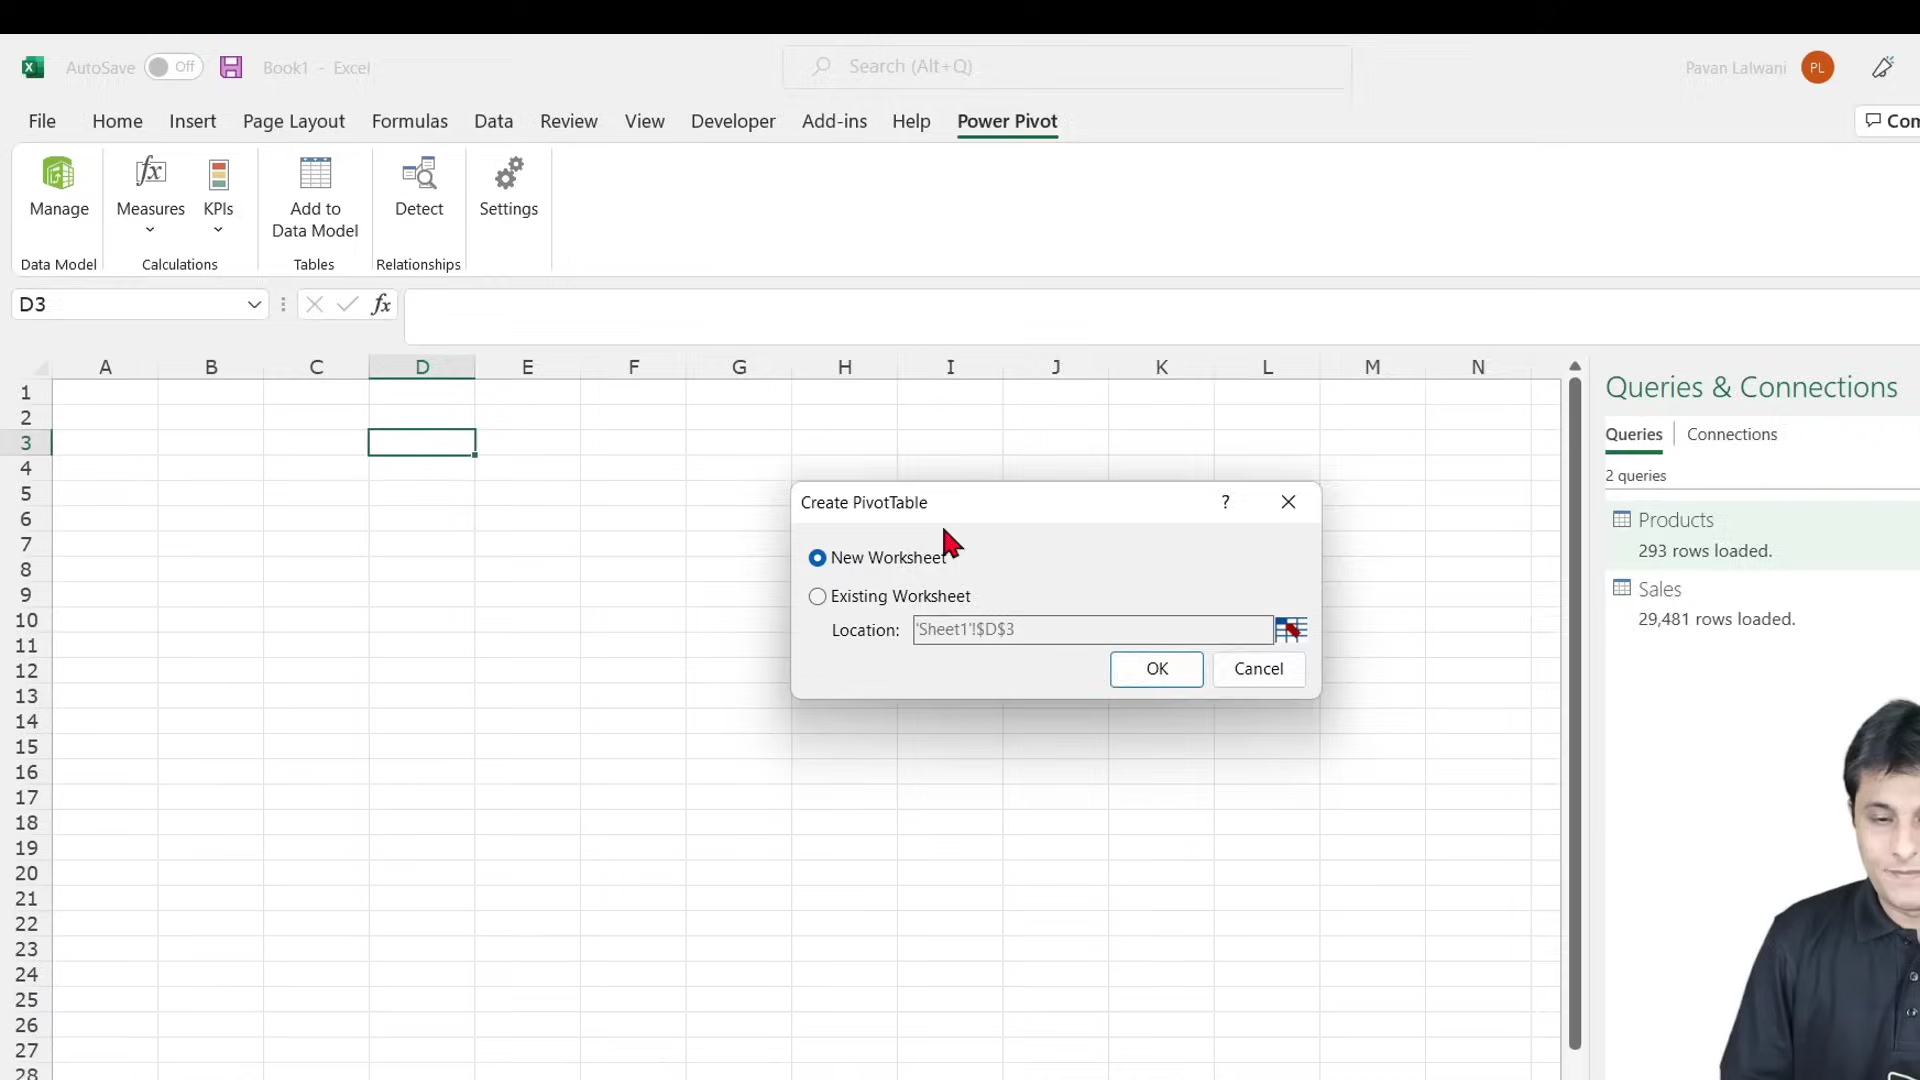 AutoSave Off Book1 - Excel Search (Alt+Q) Pavan Lalwani PL
File Home Insert Page Layout Formulas Data Review View Developer Add-ins Help Power Pivot Com
Manage Measures KPIs Add to Data Model Detect Settings
Data Model Calculations Tables Relationships
D3 fx
A B C D E F G H I J K L M N
1
2
3
4
5
6
7
8
9
10
11
12
13
14
15
16
17
18
19
20
21
22
23
24
25
26
27
28
Create PivotTable ?
New Worksheet
Existing Worksheet
Location: 'Sheet1'!$D$3
OK Cancel
Queries & Connections
Queries Connections
2 queries
Products
293 rows loaded.
Sales
29,481 rows loaded.